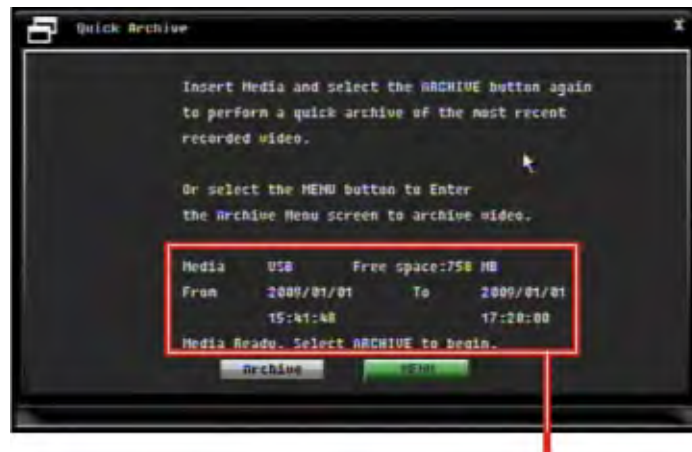 Quick Archive X
Insert Media and select the ARCHIVE button again
to perform a quick archive of the most recent
recorded video.
Or select the MENU button to Enter
the Archive Menu screen to archive video.
Media USB Free space:758 MB
From 2009/01/01 To 2009/01/01
15:41:48 17:20:00
Media Ready. Select ARCHIVE to begin.
Archive MENU